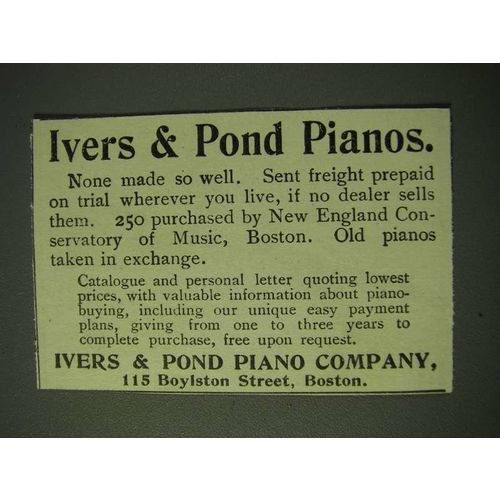 Ivers & Pond Pianos.
None made so well. Sent freight prepaid
on trial wherever you live, if no dealer sells
them. 250 purchased by New England Con-
servatory of Music, Boston. Old pianos
taken in exchange.
Catalogue and personal letter quoting lowest
prices, with valuable information about piano-
buying, including our unique easy payment
plans, giving from one to three years to
complete purchase, free upon request.
IVERS & POND PIANO COMPANY,
115 Boylston Street, Boston.